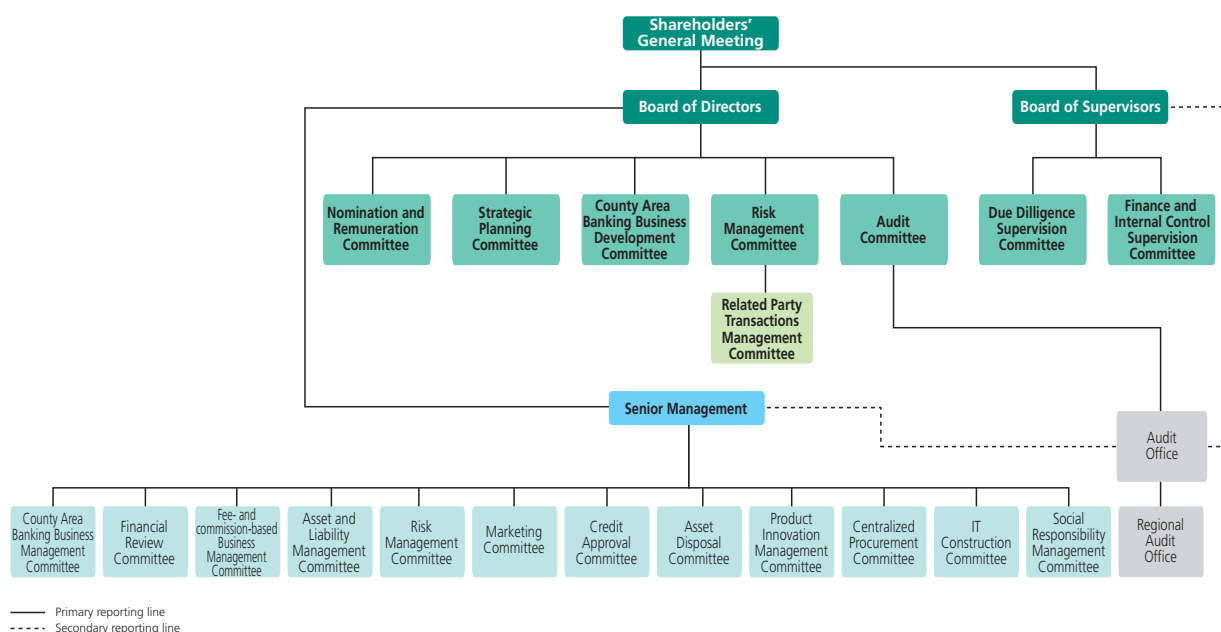 Shareholders'
General Meeting
Board of Directors
Board of Supervisors
Nomination and
Remuneration
Committee
Strategic
Planning
Committee
County Area
Banking Business
Development
Committee
Risk
Management
Committee
Audit
Committee
Due Dilligence
Supervision
Committee
Finance and
Internal Control
Supervision
Committee
Related Party
Transactions
Management
Committee
Senior Management
Audit
Office
County Area
Banking Business
Management
Committee
Financial
Review
Committee
Fee- and
commission-based
Business
Management
Committee
Asset and
Liability Management
Committee
Risk
Management
Committee
Marketing
Committee
Credit
Approval
Committee
Asset
Disposal
Committee
Product
Innovation
Management
Committee
Centralized
Procurement
Committee
IT
Construction
Committee
Social
Responsibility
Management
Committee
Regional
Audit
Office
Primary reporting line
Secondary reporting line